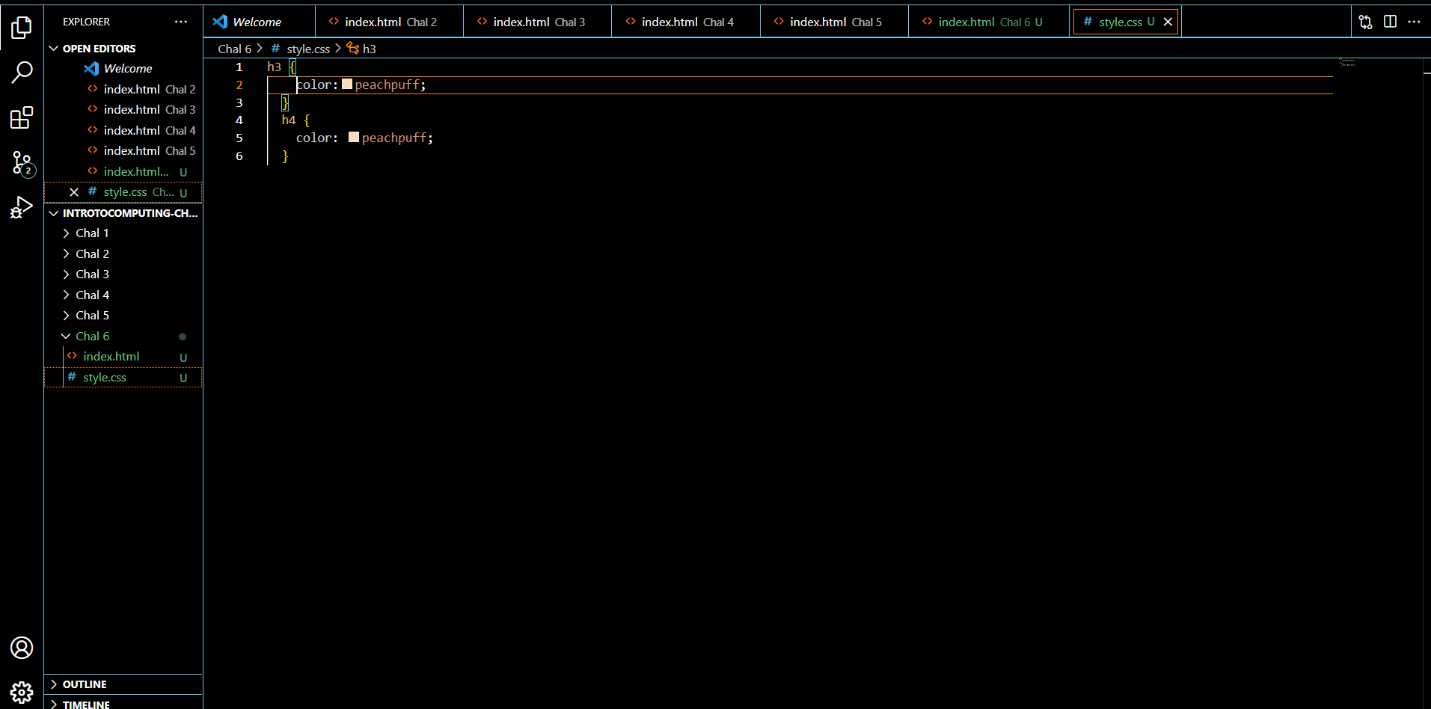 EXPLORER ...
OPEN EDITORS
Welcome
index.html Chal 2
index.html Chal 3
index.html Chal 4
index.html Chal 5
index.html... U
style.css Ch... U
INTROTOCOMPUTING-CH...
Chal 1
Chal 2
Chal 3
Chal 4
Chal 5
Chal 6
index.html U
style.css U
OUTLINE
TIMELINE
2
Welcome
index.html Chal 2
index.html Chal 3
index.html Chal 4
index.html Chal 5
index.html Chal 6 U
style.css U
Chal 6 > # style.css > h3
1 h3 {
2 color: peachpuff;
3 }
4 h4 {
5 color: peachpuff;
6 }